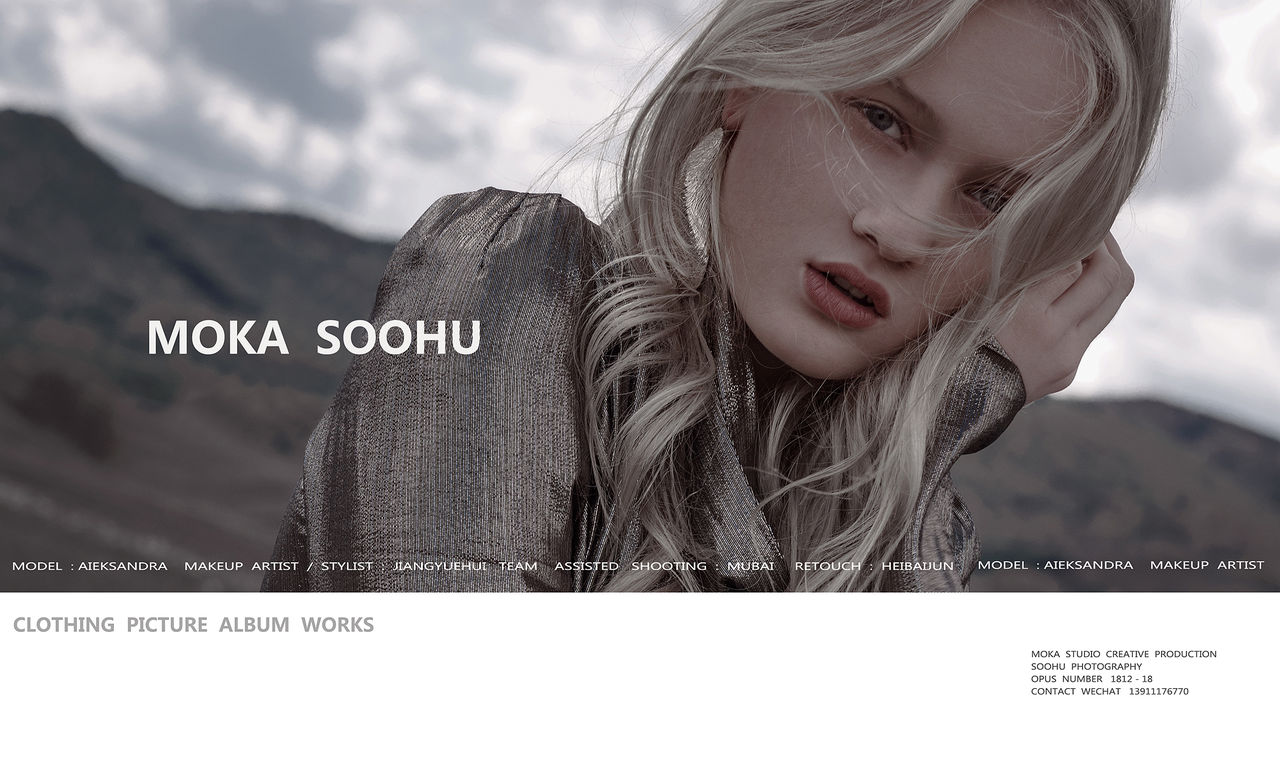 MOKA SOOHU
MODEL : AIEKSANDRA MAKEUP ARTIST / STYLIST : JIANGYUEHUI TEAM ASSISTED SHOOTING : MUBAI RETOUCH : HEIBAIJUN MODEL : AIEKSANDRA MAKEUP ARTIST
CLOTHING PICTURE ALBUM WORKS
MOKA STUDIO CREATIVE PRODUCTION
SOOHU PHOTOGRAPHY
OPUS NUMBER 1812 - 18
CONTACT WECHAT 13911176770